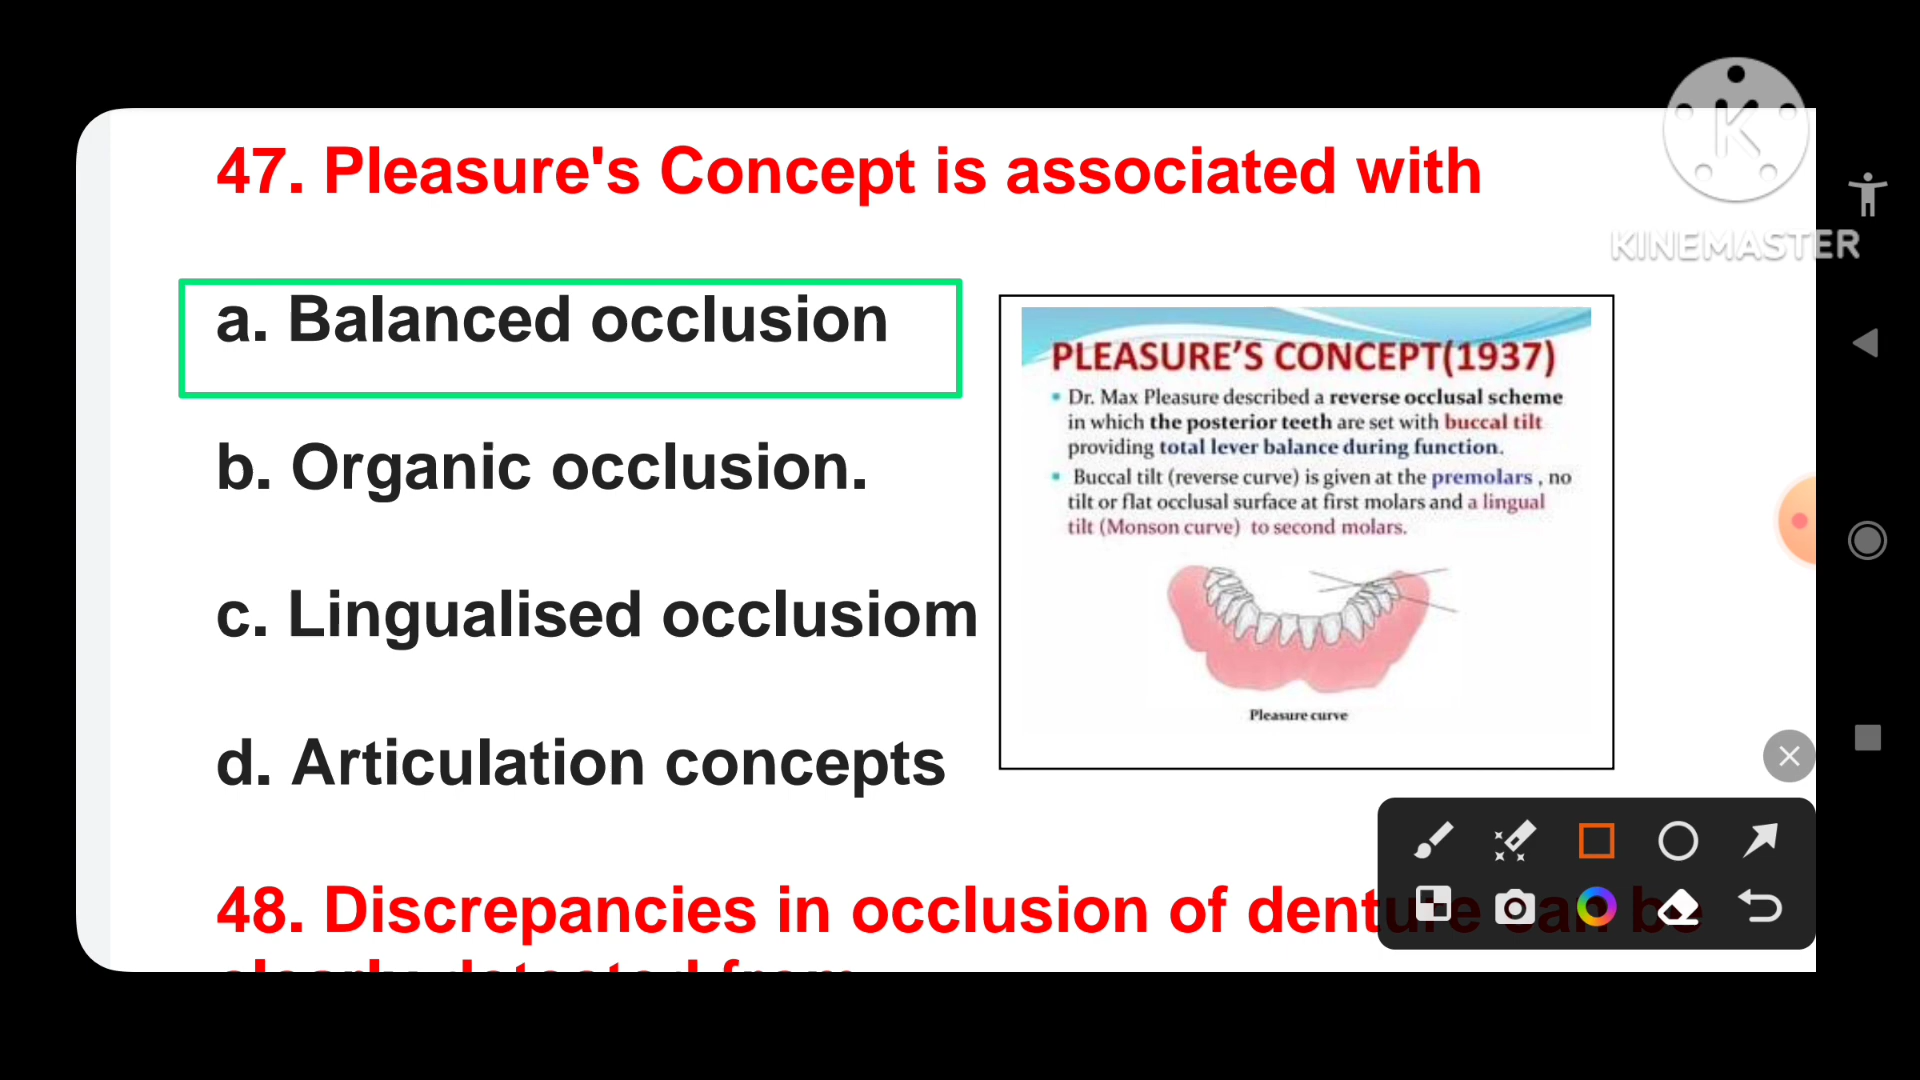 47. Pleasure's Concept is associated with
a. Balanced occlusion
b. Organic occlusion.
c. Lingualised occlusiom
d. Articulation concepts
PLEASURE'S CONCEPT(1937)
Dr. Max Pleasure described a reverse occlusal scheme
in which the posterior teeth are set with buccal tilt
providing total lever balance during function.
Buccal tilt (reverse curve) is given at the premolars , no
tilt or flat occlusal surface at first molars and a lingual
tilt (Monson curve) to second molars.
Pleasure curve
48. Discrepancies in occlusion of denture can be
K
KINEMASTER